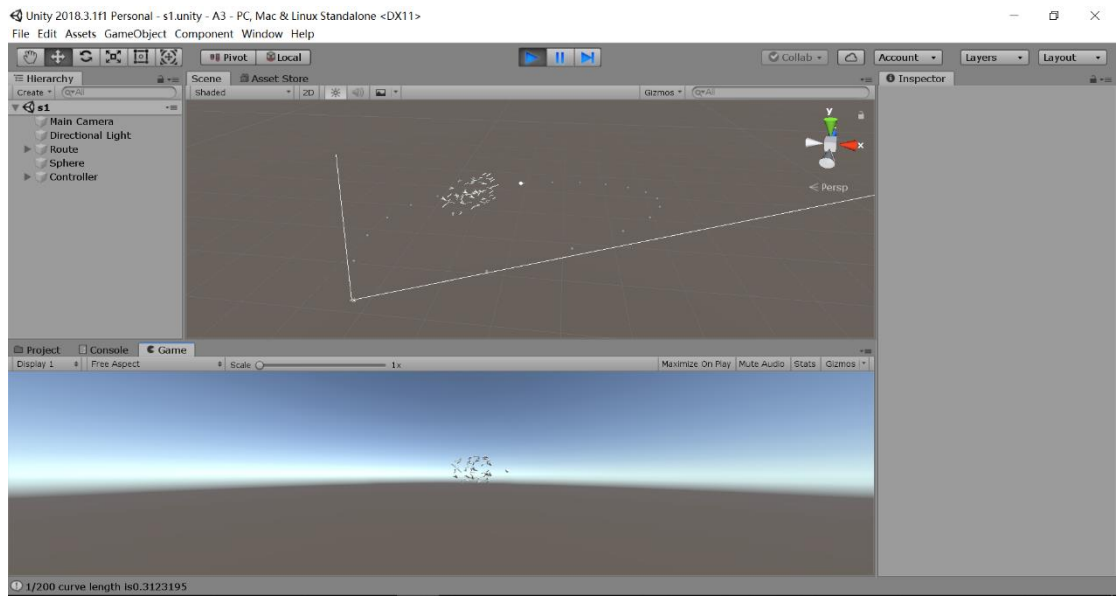 Unity 2018.3.1f1 Personal - s1.unity - A3 - PC, Mac & Linux Standalone <DX11>
File Edit Assets GameObject Component Window Help
Pivot Local Collab Account Layers Layout
Hierarchy Scene Asset Store Inspector
Create All Shaded 2D Gizmos All
s1
Main Camera
Directional Light
Route
Sphere
Controller
y
x
Persp
Project Console Game
Display 1 Free Aspect Scale 1x Maximize On Play Mute Audio Stats Gizmos
1/200 curve length is0.3123195